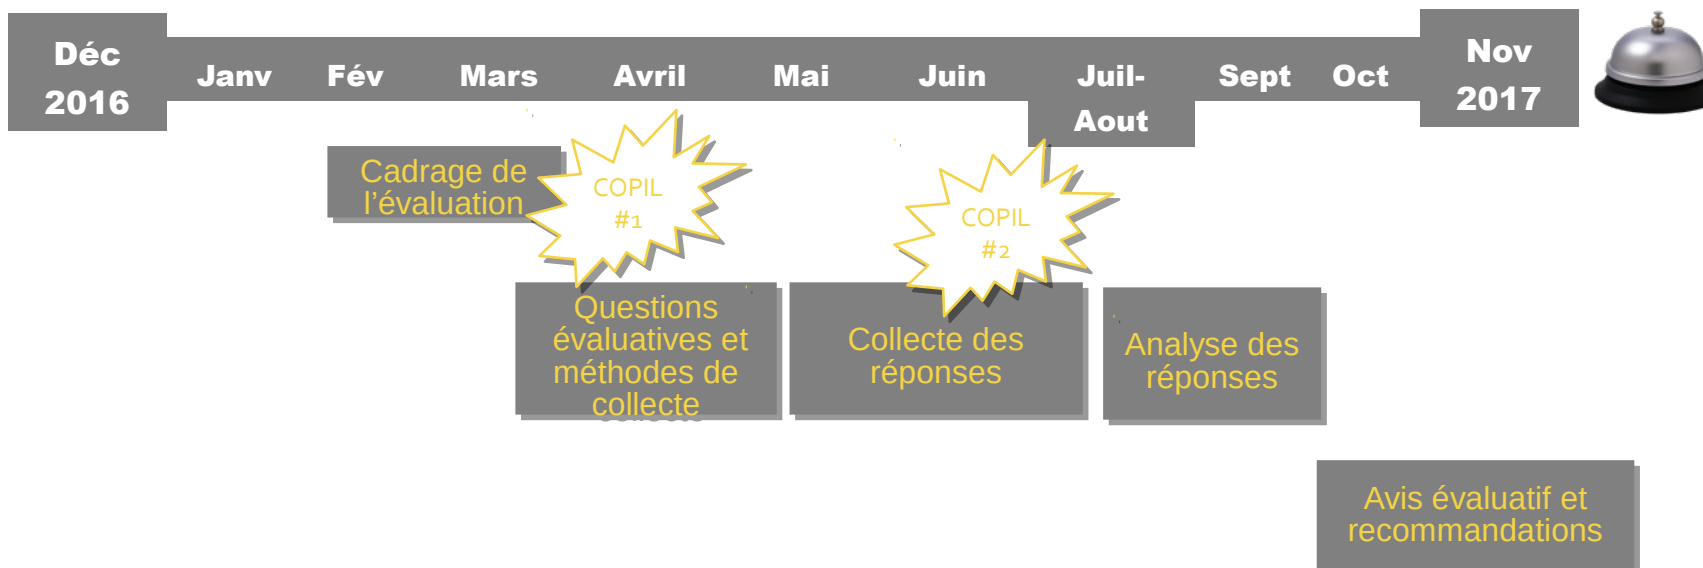 Déc
2016
Janv
Fév
Mars
Avril
Mai
Juin
Juil-
Aout
Sept
Oct
Nov
2017
Cadrage de
l’évaluation
COPIL
#1
COPIL
#2
Questions
évaluatives et
méthodes de
collecte
Collecte des
réponses
Analyse des
réponses
Avis évaluatif et
recommandations